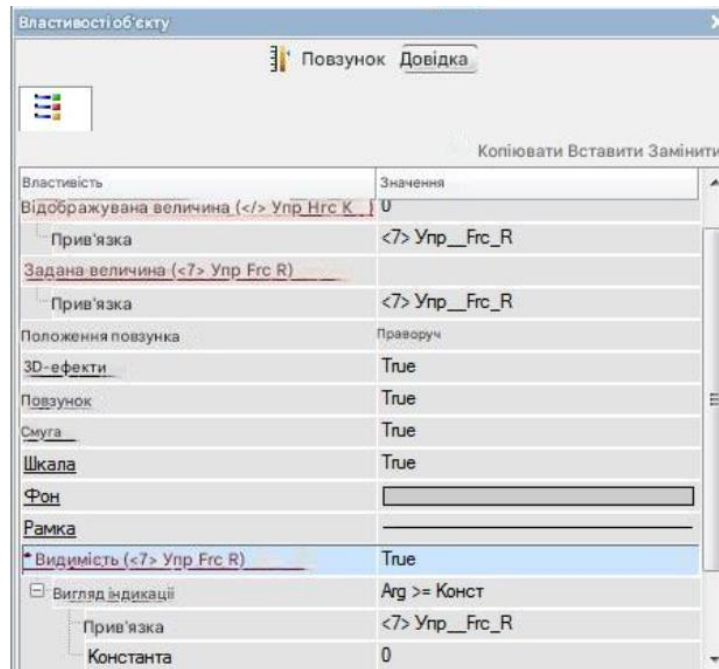 Властивості об'єкту
Повзунок Довідка
Копіювати Вставити Замінити
Властивість Значення
Відображувана величина (</> Упр Hrc K ) 0
Прив'язка <7> Упр__Frc_R
Задана величина (<7> Упр Frc R)
Прив'язка <7> Упр__Frc_R
Положення повзунка Праворуч
3D-ефекти True
Повзунок True
Смуга True
Шкала True
Фон
Рамка
Видимість (<7> Упр Frc R) True
Вигляд індикації Arg >= Конст
Прив'язка <7> Упр__Frc_R
Константа 0